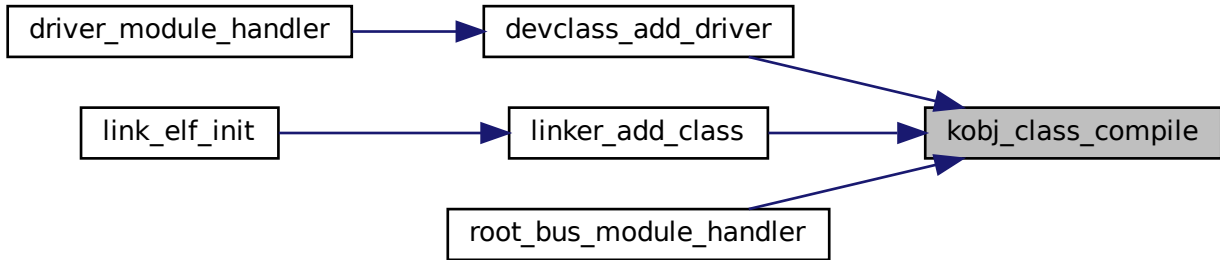 driver_module_handler
devclass_add_driver
link_elf_init
linker_add_class
kobj_class_compile
root_bus_module_handler